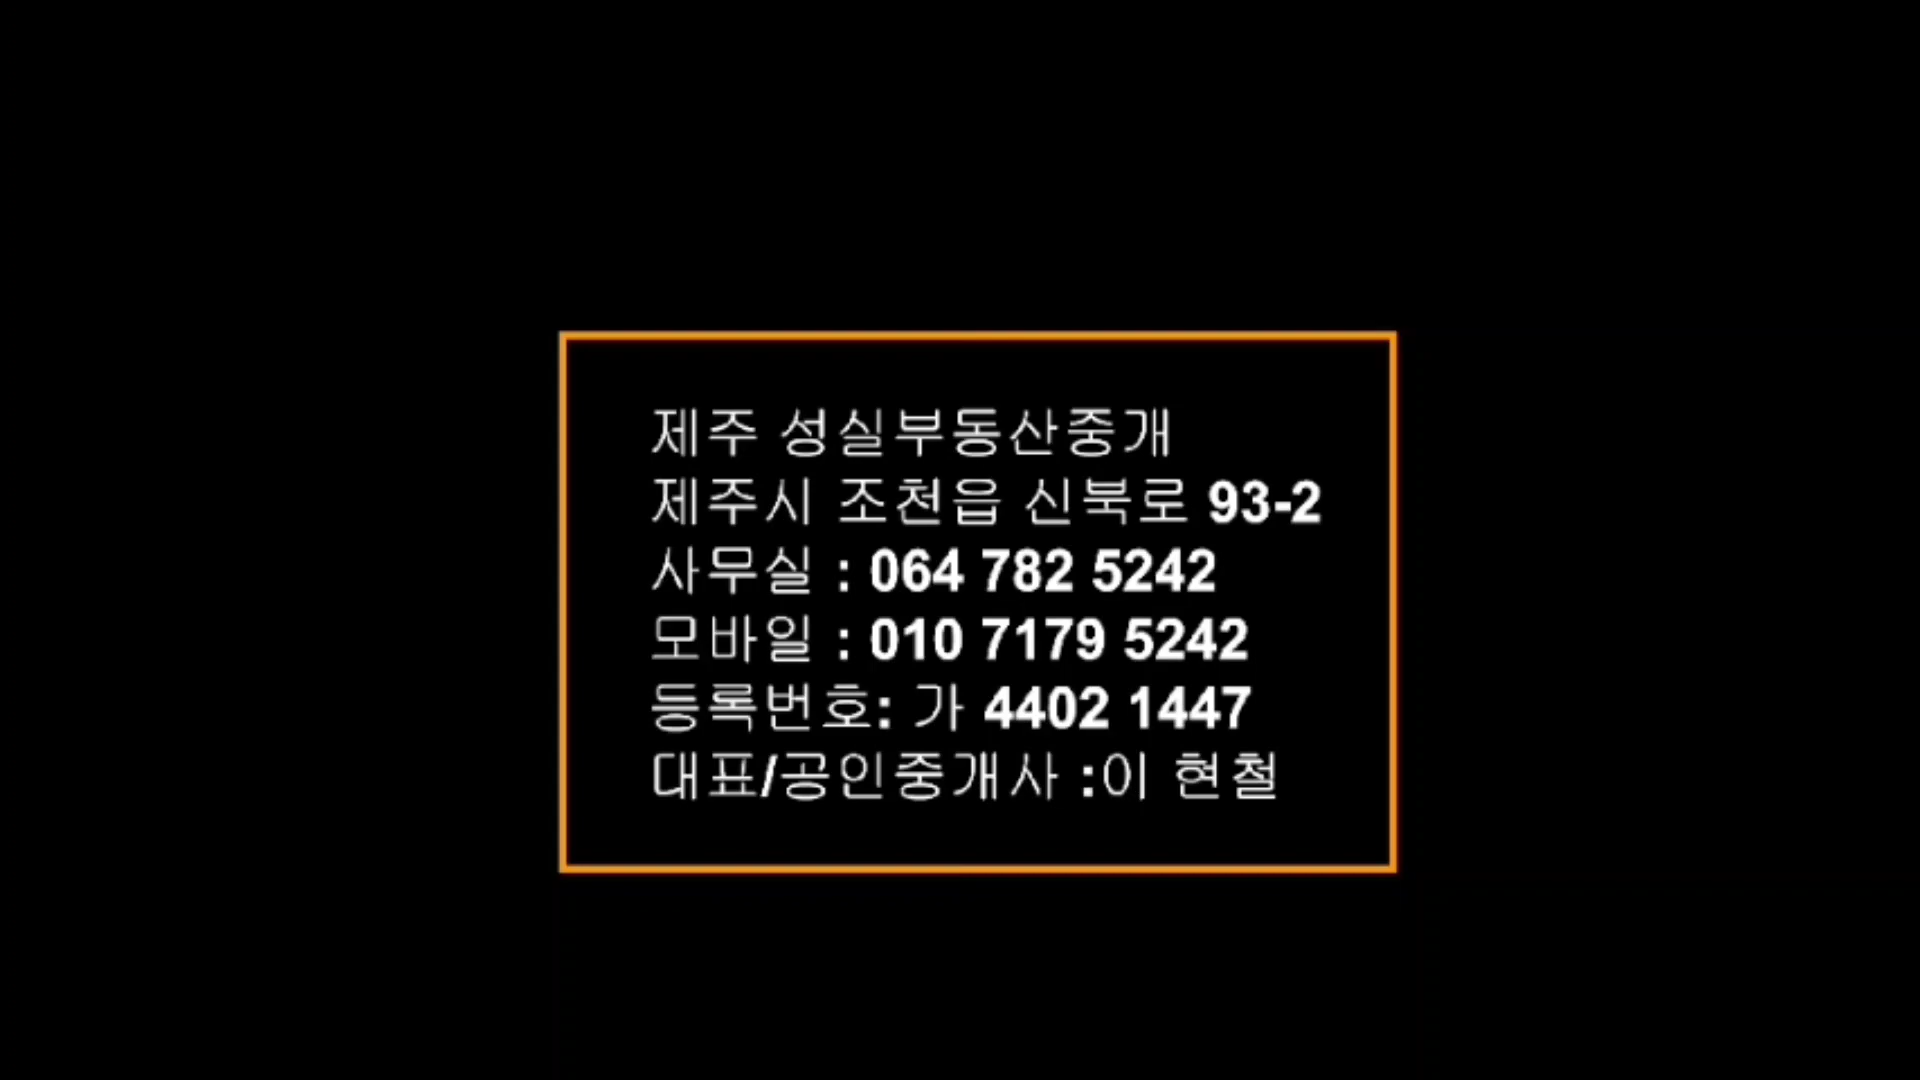 제주 성실부동산중개
제주시 조천읍 신북로 93-2
사무실 : 064 782 5242
모바일 : 010 7179 5242
등록번호: 가 4402 1447
대표/공인중개사 :이 현철